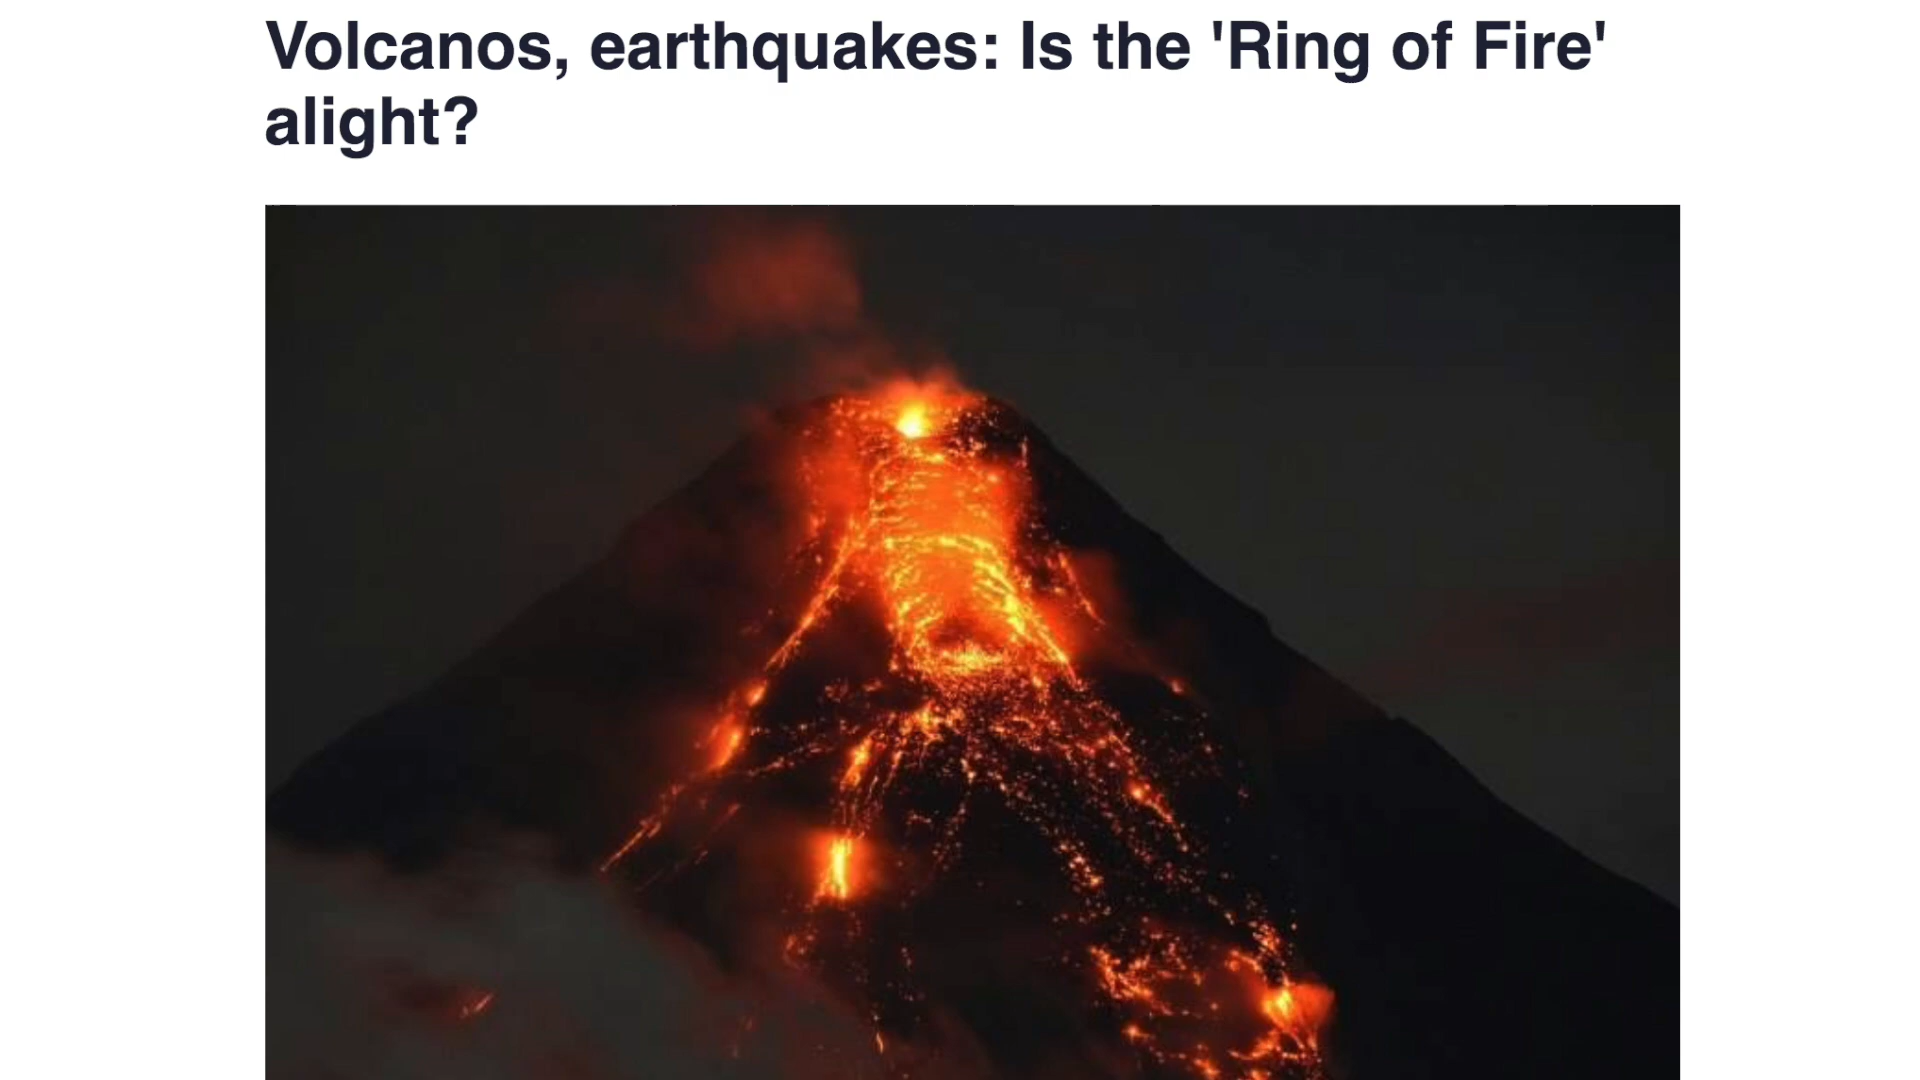 Volcanos, earthquakes: Is the 'Ring of Fire'
alight?